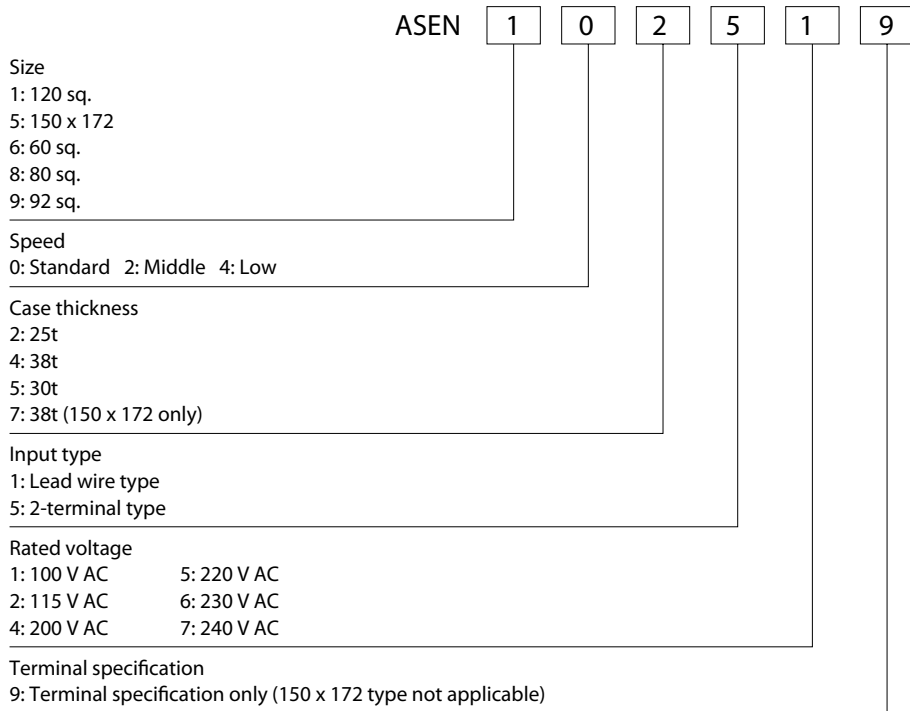 ASEN 1 0 2 5 1 9
Size
1: 120 sq.
5: 150 x 172
6: 60 sq.
8: 80 sq.
9: 92 sq.
Speed
0: Standard 2: Middle 4: Low
Case thickness
2: 25t
4: 38t
5: 30t
7: 38t (150 x 172 only)
Input type
1: Lead wire type
5: 2-terminal type
Rated voltage
1: 100 V AC 5: 220 V AC
2: 115 V AC 6: 230 V AC
4: 200 V AC 7: 240 V AC
Terminal specification
9: Terminal specification only (150 x 172 type not applicable)